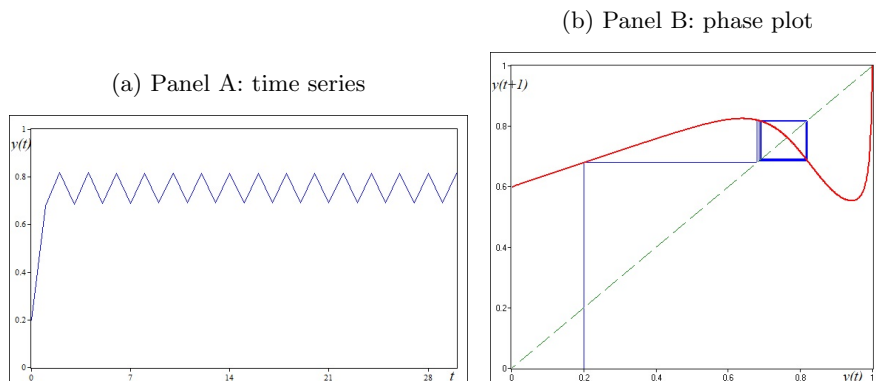 (b) Panel B: phase plot
(a) Panel A: time series
1
y(t)
0.8
0.6
0.4
0.2
0
0 7 14 21 28 t
1
y(t+1)
0.8
0.6
0.4
0.2
0
0 0.2 0.4 0.6 0.8 y(t) 1